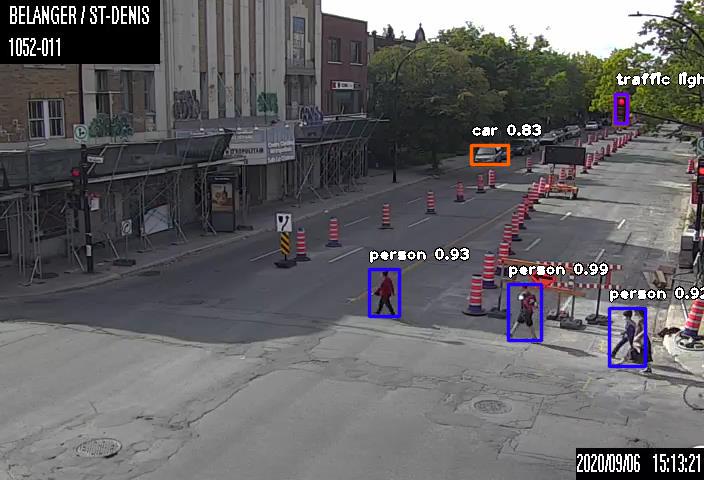 BELANGER / ST-DENIS
1052-011
traffic ligh
car 0.83
person 0.93
person 0.99
person 0.92
2020/09/06 15:13:21